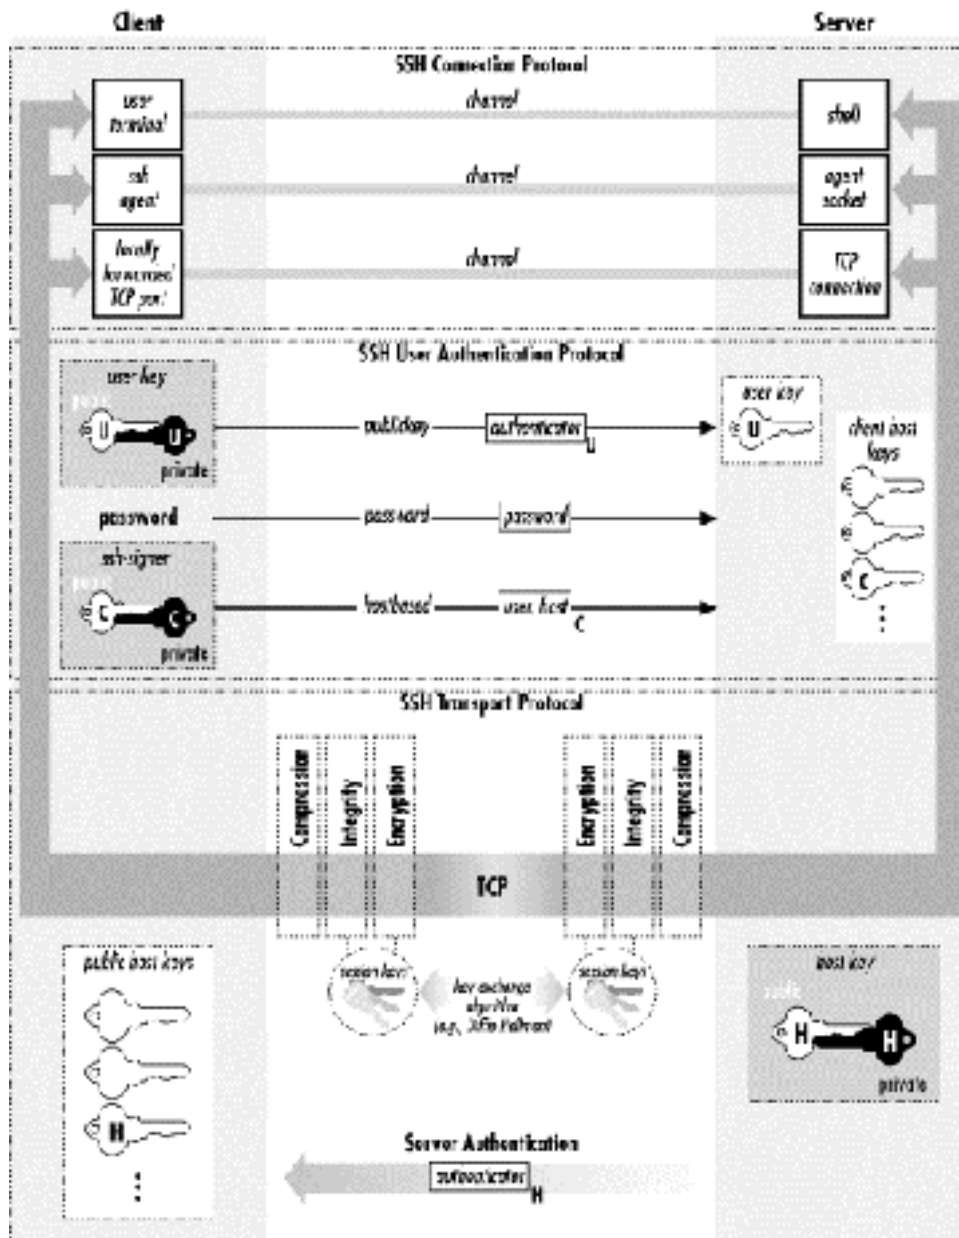 Client
Server
SSH Connection Protocol
user
terminal
channel
shell
ssh
agent
channel
agent
socket
locally
forwarded
TCP port
channel
TCP
connection
SSH User Authentication Protocol
user key
public
U
U
private
publickey
authenticator
U
user key
U
client host
keys
C
password
password
password
ssh-signer
public
C
C
private
hostbased
user, host
C
SSH Transport Protocol
Compression
Integrity
Encryption
Encryption
Integrity
Compression
TCP
public host keys
H
session keys
key exchange
algorithm
(e.g., Diffie-Hellman)
session keys
host key
public
H
H
private
Server Authentication
authenticator
H